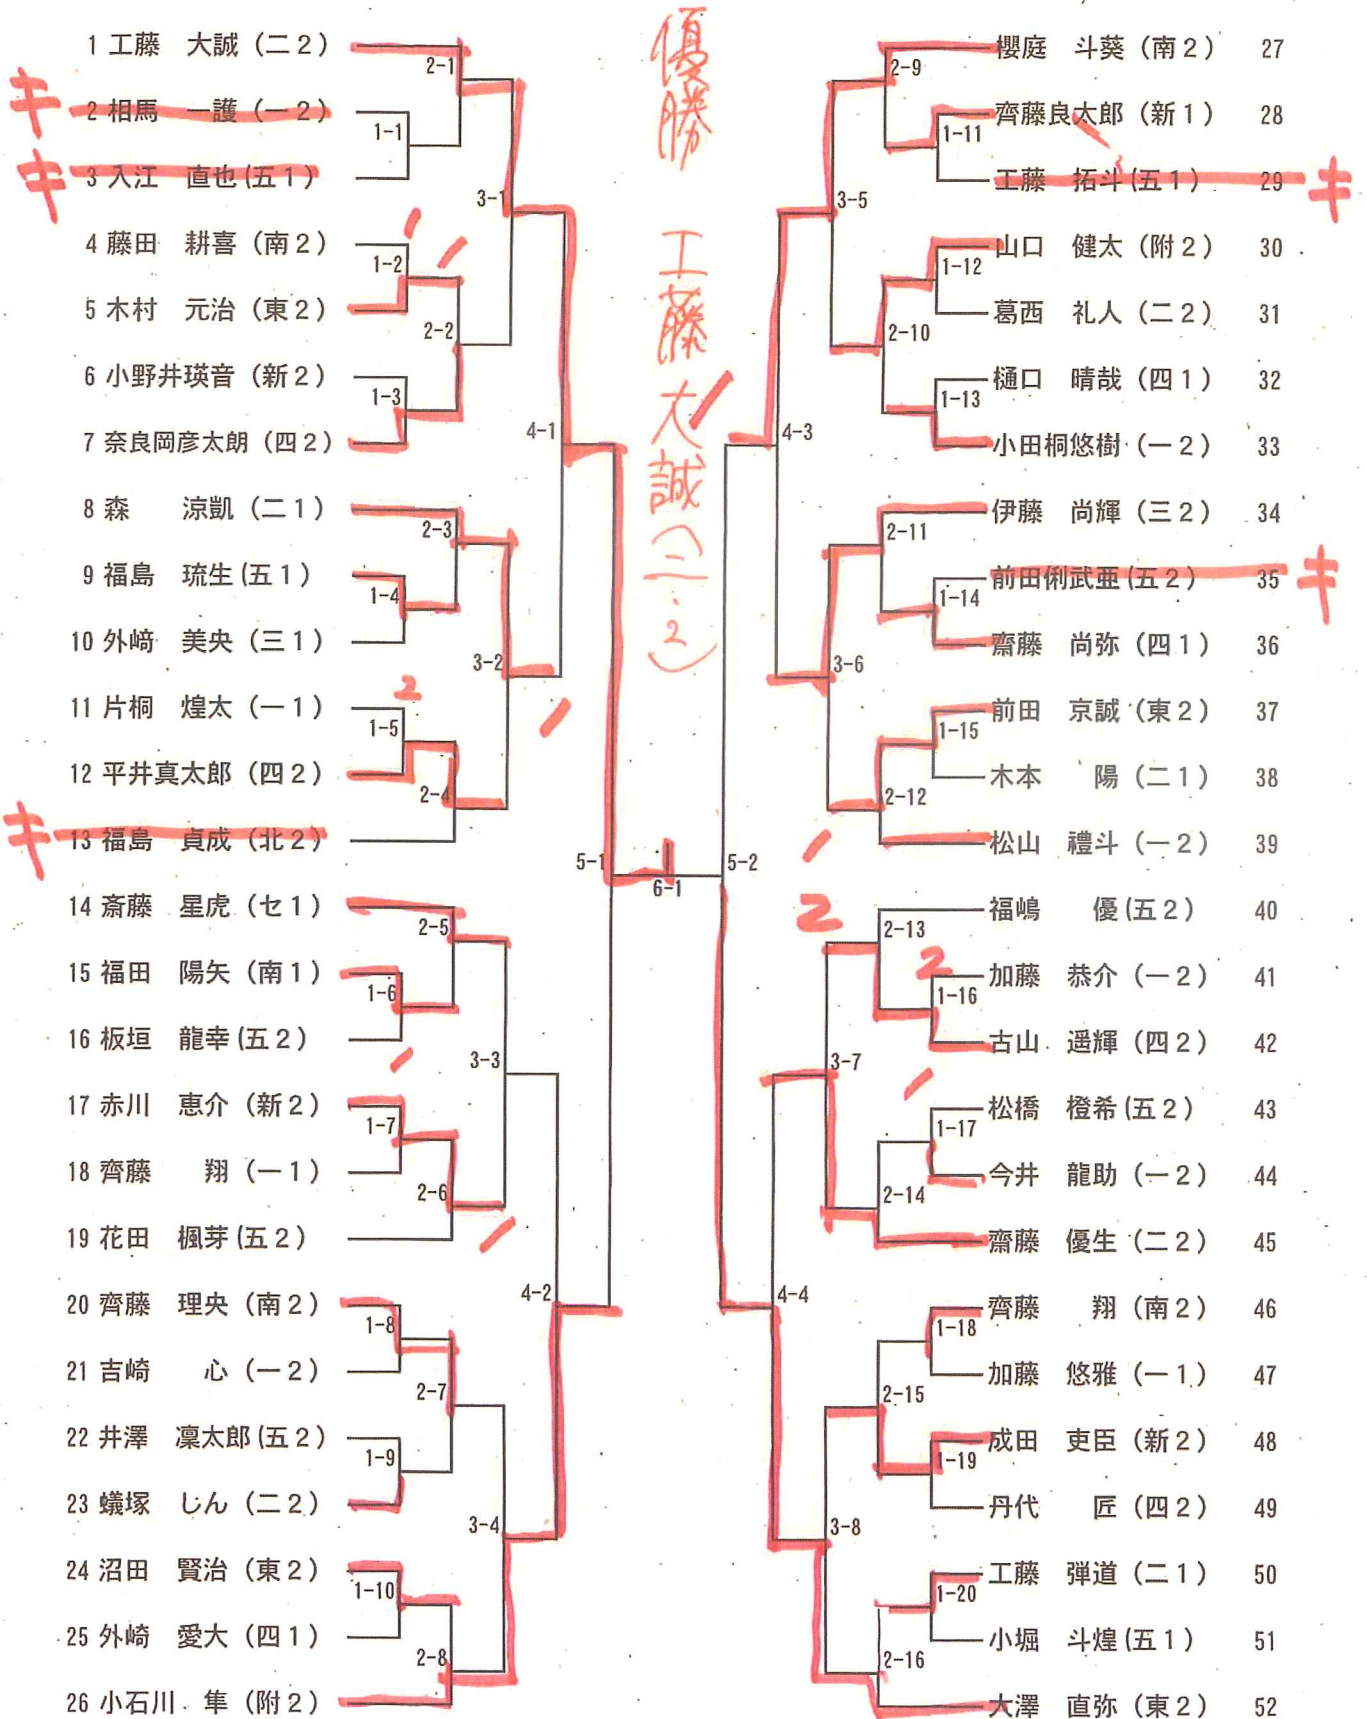 優勝 工藤大誠(二.2)
1 工藤 大誠 (二2)
2-1
キ 2 相馬 一護 (一2)
1-1
キ 3 入江 直也 (五1)
3-1
4 藤田 耕喜 (南2)
1-2
5 木村 元治 (東2)
2-2
6 小野井瑛音 (新2)
1-3
7 奈良岡彦太朗 (四2)
4-1
8 森 涼凱 (二1)
2-3
9 福島 琉生 (五1)
1-4
10 外﨑 美央 (三1)
3-2
2
11 片桐 煌太 (一1)
1-5
12 平井真太郎 (四2)
2-4
キ 13 福島 貞成 (北2)
5-1
14 斎藤 星虎 (セ1)
2-5
15 福田 陽矢 (南1)
1-6
16 板垣 龍幸 (五2)
3-3
17 赤川 恵介 (新2)
1-7
18 齊藤 翔 (一1)
2-6
19 花田 楓芽 (五2)
4-2
20 齊藤 理央 (南2)
1-8
21 吉崎 心 (一2)
2-7
22 井澤 凜太郎 (五2)
1-9
23 蟻塚 じん (二2)
3-4
24 沼田 賢治 (東2)
1-10
25 外崎 愛大 (四1)
2-8
26 小石川 隼 (附2)
6-1
櫻庭 斗葵 (南2) 27
2-9
齊藤良太郎 (新1) 28
1-11
工藤 拓斗 (五1) 29 キ
3-5
山口 健太 (附2) 30
1-12
葛西 礼人 (二2) 31
2-10
樋口 晴哉 (四1) 32
1-13
小田桐悠樹 (一2) 33
4-3
伊藤 尚輝 (三2) 34
2-11
前田俐武亜 (五2) 35 キ
1-14
齋藤 尚弥 (四1) 36
3-6
前田 京誠 (東2) 37
1-15
木本 陽 (二1) 38
2-12
松山 禮斗 (一2) 39
5-2
2
福嶋 優 (五2) 40
2-13
2
加藤 恭介 (一2) 41
1-16
古山 遥輝 (四2) 42
3-7
松橋 橙希 (五2) 43
1-17
今井 龍助 (一2) 44
2-14
齋藤 優生 (二2) 45
4-4
齊藤 翔 (南2) 46
1-18
加藤 悠雅 (一1) 47
2-15
成田 吏臣 (新2) 48
1-19
丹代 匠 (四2) 49
3-8
工藤 弾道 (二1) 50
1-20
小堀 斗煌 (五1) 51
2-16
大澤 直弥 (東2) 52